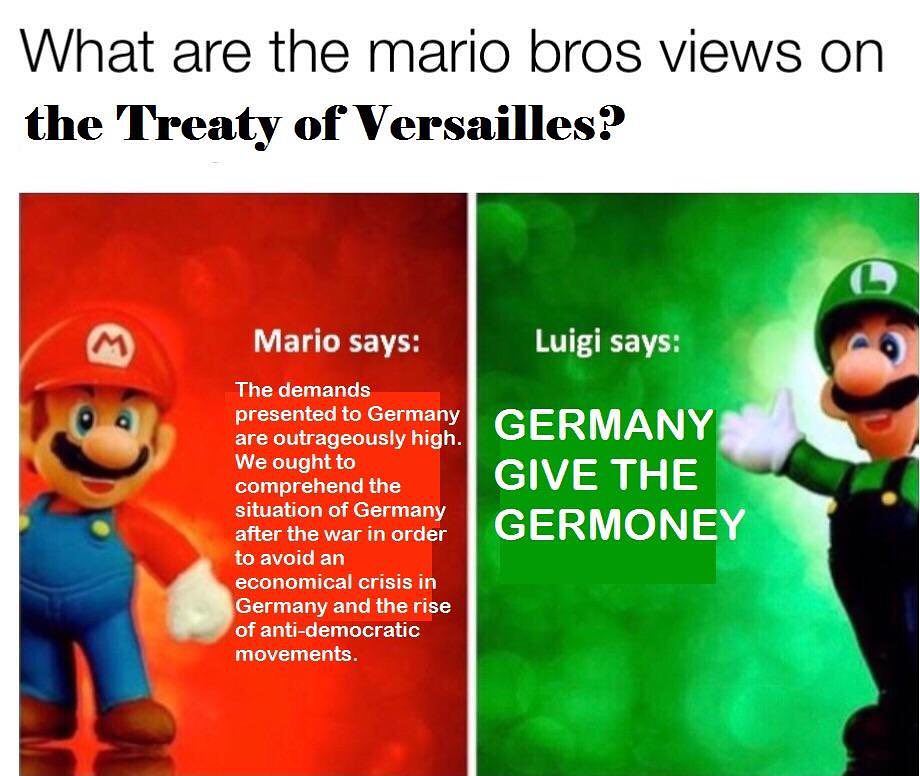 What are the mario bros views on
the Treaty of Versailles?
M
Mario says:
The demands
presented to Germany
are outrageously high.
We ought to
comprehend the
situation of Germany
after the war in order
to avoid an
economical crisis in
Germany and the rise
of anti-democratic
movements.
L
Luigi says:
GERMANY
GIVE THE
GERMONEY